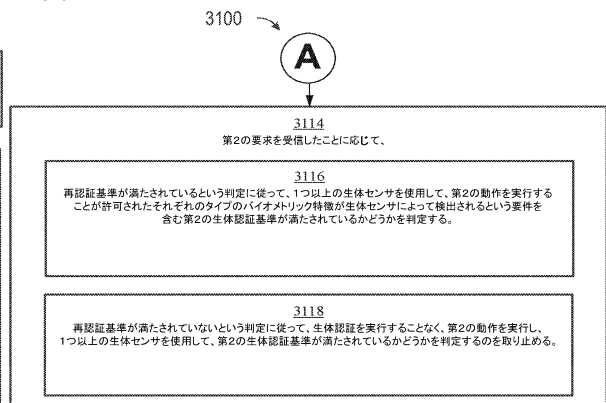 3100
A
3114
第2の要求を受信したことに応じて、
3116
再認証基準が満たされているという判定に従って、1つ以上の生体センサを使用して、第2の動作を実行する
ことが許可されたそれぞれのタイプのバイオメトリック特徴が生体センサによって検出されるという要件を
含む第2の生体認証基準が満たされているかどうかを判定する。
3118
再認証基準が満たされていないという判定に従って、生体認証を実行することなく、第2の動作を実行し、
1つ以上の生体センサを使用して、第2の生体認証基準が満たされているかどうかを判定するのを取り止める。